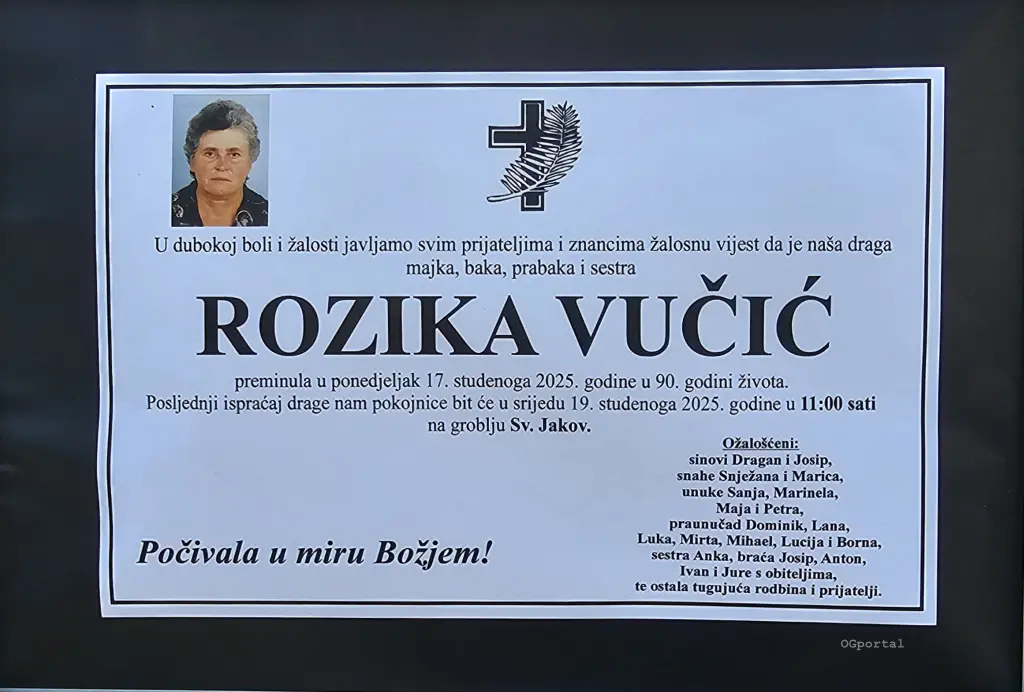 U dubokoj boli i žalosti javljamo svim prijateljima i znancima žalosnu vijest da je naša draga
majka, baka, prabaka i sestra
ROZIKA VUČIĆ
preminula u ponedjeljak 17. studenoga 2025. godine u 90. godini života.
Posljednji ispraćaj drage nam pokojnice bit će u srijedu 19. studenoga 2025. godine u 11:00 sati
na groblju Sv. Jakov.
Ožalošćeni:
sinovi Dragan i Josip,
snahe Snježana i Marica,
unuke Sanja, Marinela,
Maja i Petra,
praunučad Dominik, Lana,
Luka, Mirta, Mihael, Lucija i Borna,
sestra Anka, braća Josip, Anton,
Ivan i Jure s obiteljima,
te ostala tugujuća rodbina i prijatelji.
Počivala u miru Božjem!
OGportal